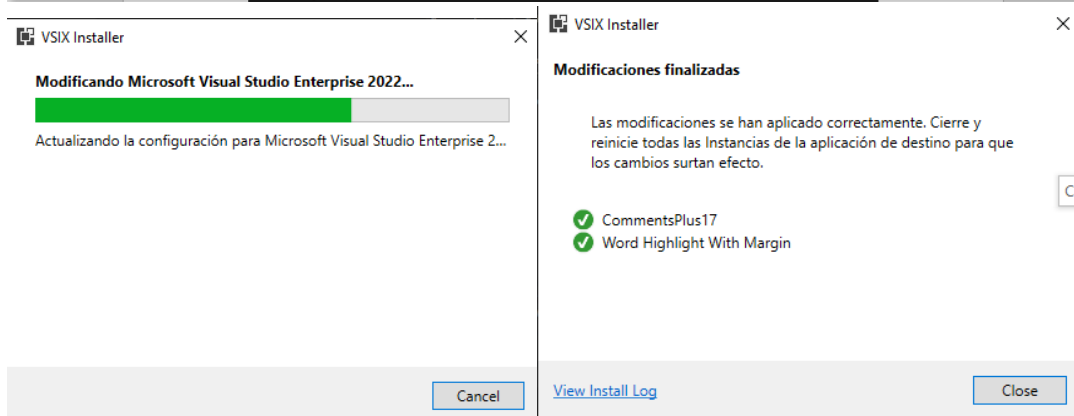 VSIX Installer
Modificando Microsoft Visual Studio Enterprise 2022...
Actualizando la configuración para Microsoft Visual Studio Enterprise 2...
Cancel
VSIX Installer
Modificaciones finalizadas
Las modificaciones se han aplicado correctamente. Cierre y
reinicie todas las Instancias de la aplicación de destino para que
los cambios surtan efecto.
C
CommentsPlus17
Word Highlight With Margin
View Install Log
Close